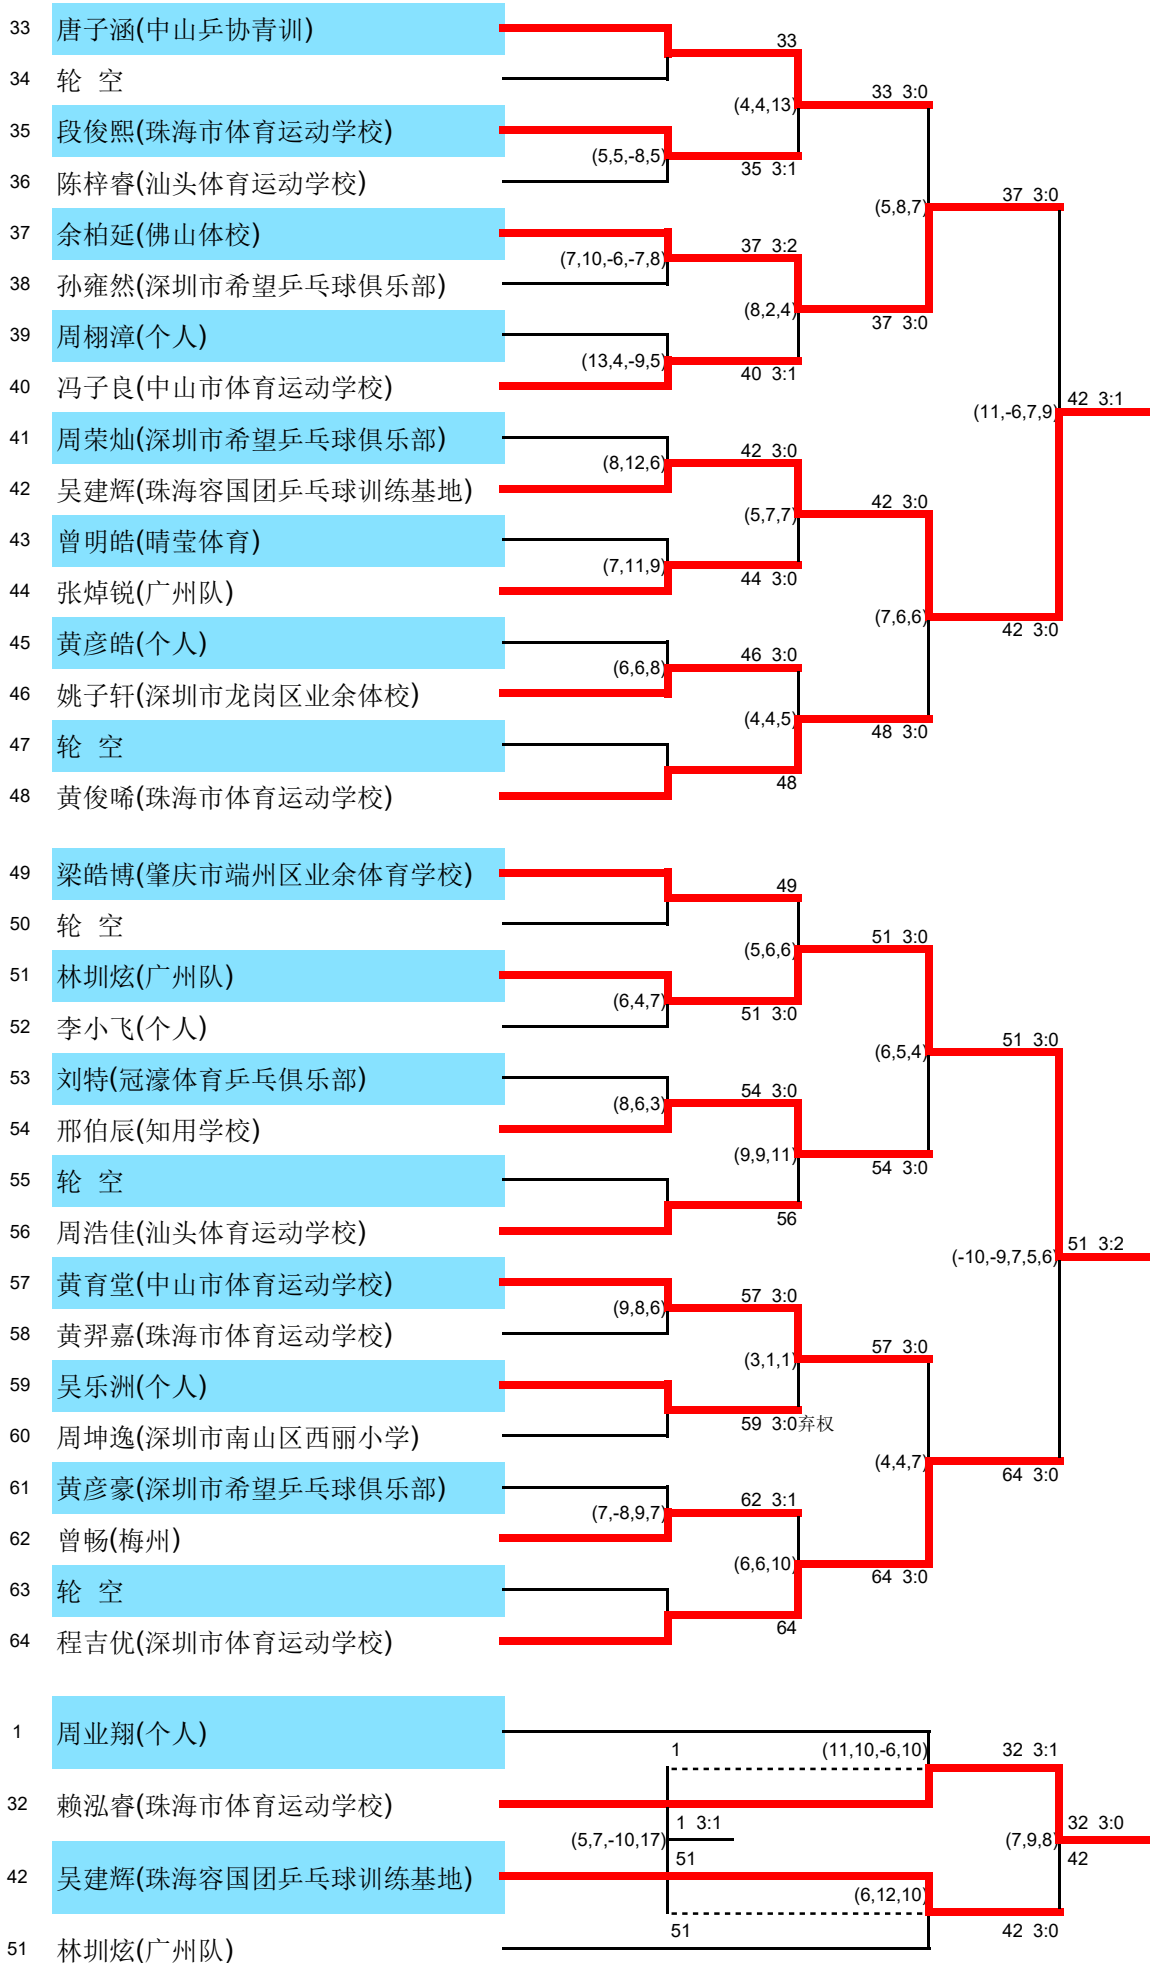 33 唐子涵(中山乒协青训)
33
34 轮 空
(4,4,13)
33 3:0
35 段俊熙(珠海市体育运动学校)
(5,5,-8,5)
35 3:1
36 陈梓睿(汕头体育运动学校)
(5,8,7)
37 3:0
37 余柏延(佛山体校)
(7,10,-6,-7,8)
37 3:2
38 孙雍然(深圳市希望乒乓球俱乐部)
(8,2,4)
37 3:0
39 周栩漳(个人)
(13,4,-9,5)
40 3:1
40 冯子良(中山市体育运动学校)
(11,-6,7,9)
42 3:1
41 周荣灿(深圳市希望乒乓球俱乐部)
(8,12,6)
42 3:0
42 吴建辉(珠海容国团乒乓球训练基地)
(5,7,7)
42 3:0
43 曾明皓(晴莹体育)
(7,11,9)
44 3:0
44 张焯锐(广州队)
(7,6,6)
42 3:0
45 黄彦皓(个人)
(6,6,8)
46 3:0
46 姚子轩(深圳市龙岗区业余体校)
(4,4,5)
48 3:0
47 轮 空
48
48 黄俊唏(珠海市体育运动学校)
49 梁皓博(肇庆市端州区业余体育学校)
49
50 轮 空
(5,6,6)
51 3:0
51 林圳炫(广州队)
(6,4,7)
51 3:0
52 李小飞(个人)
(6,5,4)
51 3:0
53 刘特(冠濠体育乒乓俱乐部)
(8,6,3)
54 3:0
54 邢伯辰(知用学校)
(9,9,11)
54 3:0
55 轮 空
56
56 周浩佳(汕头体育运动学校)
(-10,-9,7,5,6)
51 3:2
57 黄育堂(中山市体育运动学校)
(9,8,6)
57 3:0
58 黄羿嘉(珠海市体育运动学校)
(3,1,1)
57 3:0
59 吴乐洲(个人)
59 3:0弃权
60 周坤逸(深圳市南山区西丽小学)
(4,4,7)
64 3:0
61 黄彦豪(深圳市希望乒乓球俱乐部)
(7,-8,9,7)
62 3:1
62 曾畅(梅州)
(6,6,10)
64 3:0
63 轮 空
64
64 程吉优(深圳市体育运动学校)
1 周业翔(个人)
1
(11,10,-6,10)
32 3:1
32 赖泓睿(珠海市体育运动学校)
1 3:1
(5,7,-10,17)
51
32 3:0
(7,9,8)
42
42 吴建辉(珠海容国团乒乓球训练基地)
(6,12,10)
51
42 3:0
51 林圳炫(广州队)